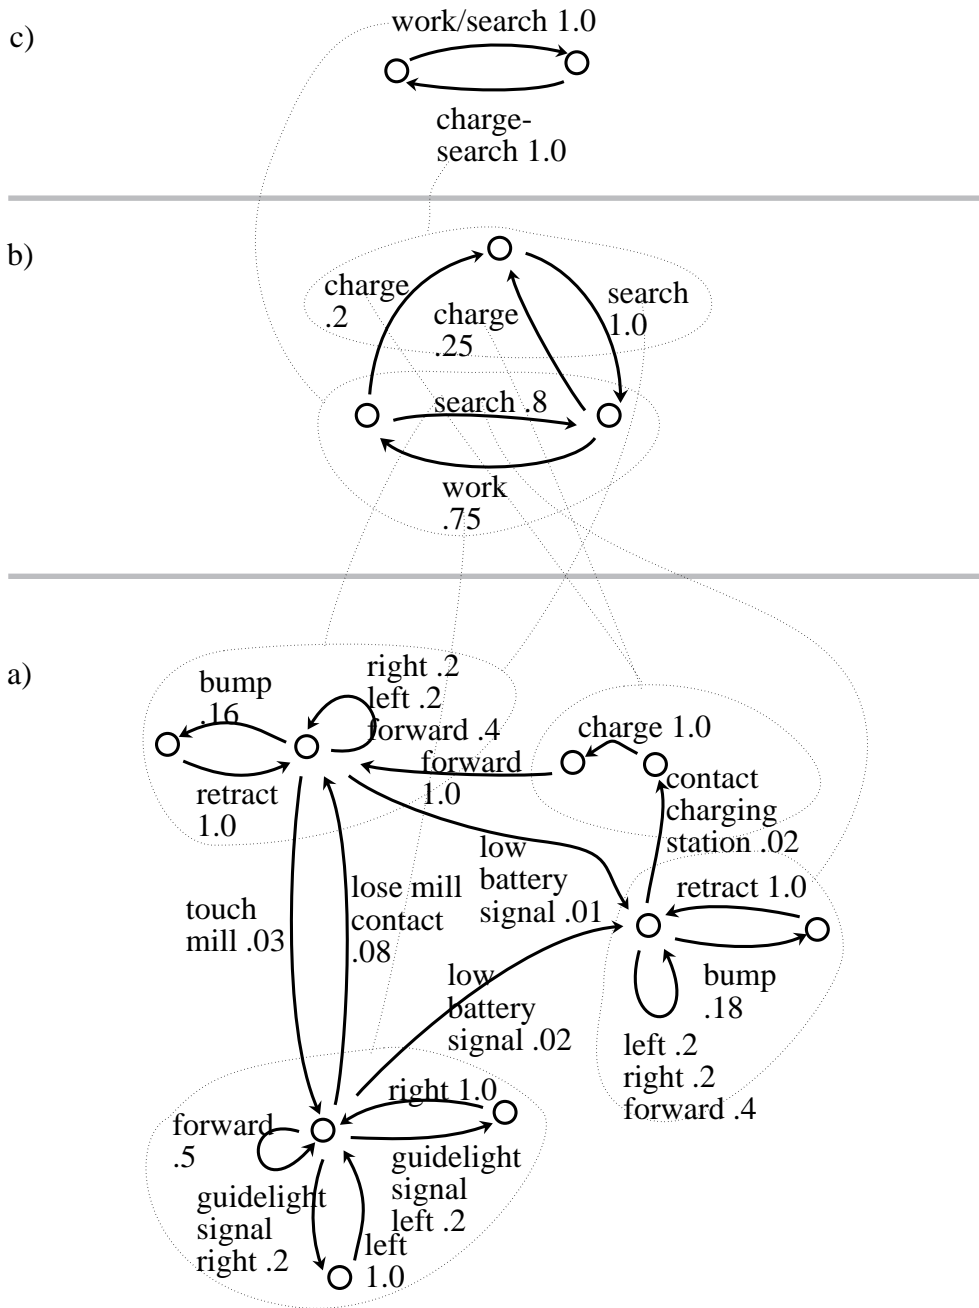 c)
work/search 1.0
charge-
search 1.0
b)
charge
.2
charge
.25
search
1.0
search .8
work
.75
a)
bump
.16
right .2
left .2
forward .4
retract
1.0
forward
1.0
charge 1.0
contact
charging
station .02
low
battery
signal .01
touch
mill .03
lose mill
contact
.08
retract 1.0
bump
.18
left .2
right .2
forward .4
low
battery
signal .02
right 1.0
forward
.5
guidelight
signal
left .2
guidelight
signal
right .2
left
1.0